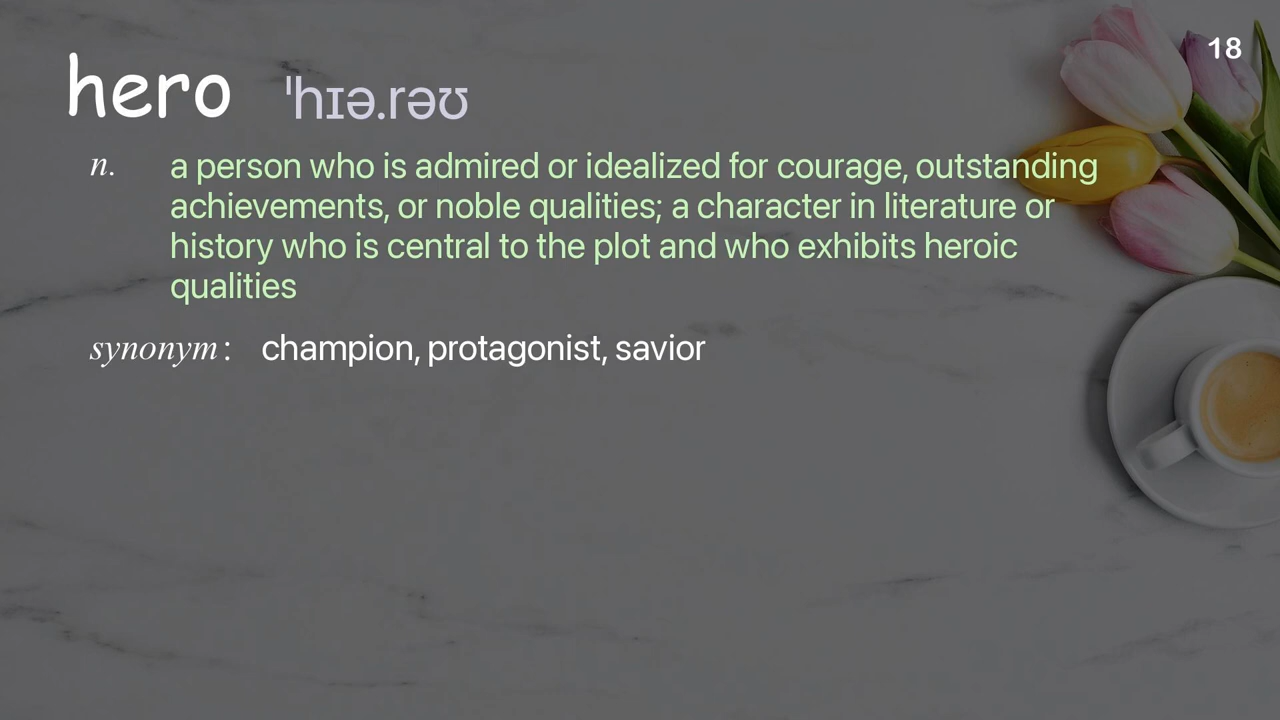 18
hero ˈhɪə.rəʊ
n. a person who is admired or idealized for courage, outstanding
achievements, or noble qualities; a character in literature or
history who is central to the plot and who exhibits heroic
qualities
synonym : champion, protagonist, savior